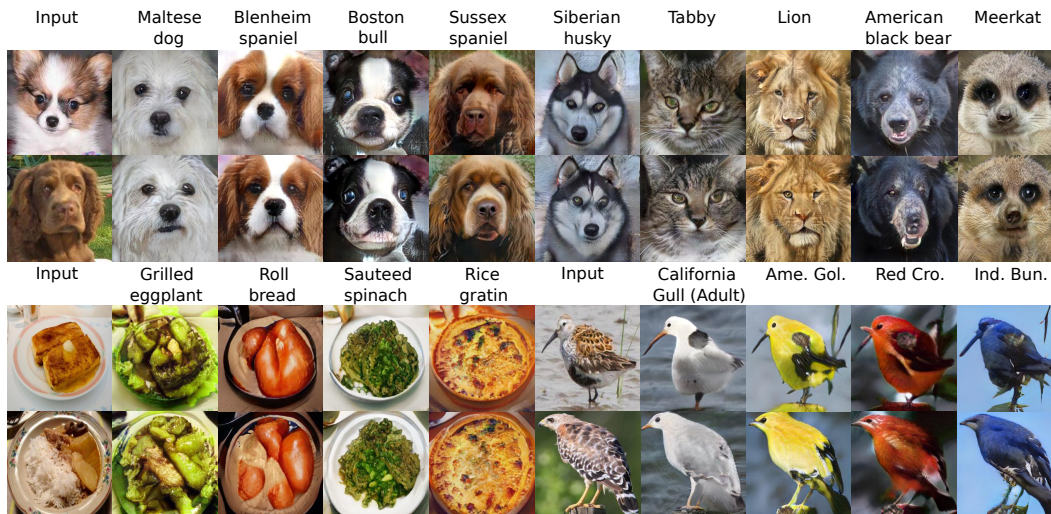 Input Maltese dog Blenheim spaniel Boston bull Sussex spaniel Siberian husky Tabby Lion American black bear Meerkat
Input Grilled eggplant Roll bread Sauteed spinach Rice gratin Input California Gull (Adult) Ame. Gol. Red Cro. Ind. Bun.